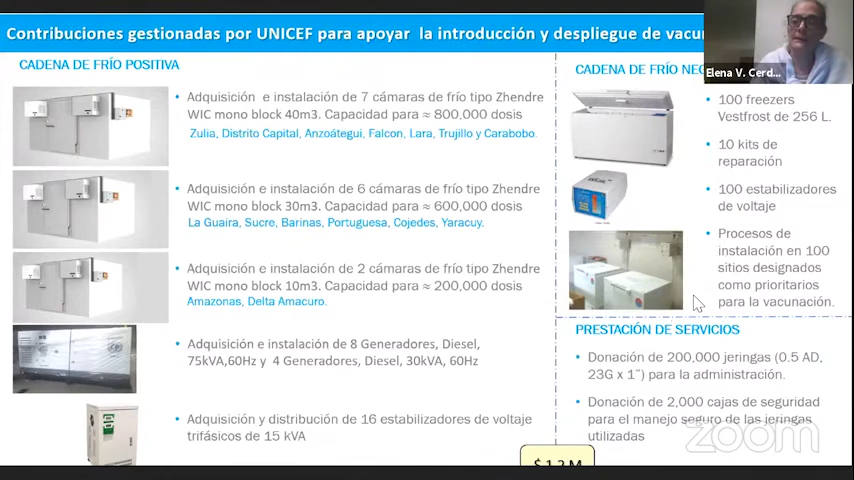 Contribuciones gestionadas por UNICEF para apoyar la introducción y despliegue de
CADENA DE FRÍO POSITIVA
• Adquisición e instalación de 7 cámaras de frío tipo Zhendre
WIC mono block 40m3. Capacidad para ≈ 800,000 dosis
Zulia, Distrito Capital, Anzoátegui, Falcon, Lara, Trujillo y Carabobo.
• Adquisición e instalación de 6 cámaras de frío tipo Zhendre
WIC mono block 30m3. Capacidad para ≈ 600,000 dosis
La Guaira, Sucre, Barinas, Portuguesa, Cojedes, Yaracuy.
• Adquisición e instalación de 2 cámaras de frío tipo Zhendre
WIC mono block 10m3. Capacidad para ≈ 200,000 dosis
Amazonas, Delta Amacuro.
• Adquisición e instalación de 8 Generadores, Diesel,
75kVA,60Hz y 4 Generadores, Diesel, 30kVA, 60Hz
• Adquisición y distribución de 16 estabilizadores de voltaje
trifásicos de 15 kVA
CADENA DE FRÍO
Elena V. Cerd...
• 100 freezers
Vestfrost de 256 L.
• 10 kits de
reparación
• 100 estabilizadores
de voltaje
• Procesos de
instalación en 100
sitios designados
como prioritarios
para la vacunación.
PRESTACIÓN DE SERVICIOS
• Donación de 200,000 jeringas (0.5 AD,
23G x 1") para la administración.
• Donación de 2,000 cajas de seguridad
para el manejo seguro de las jeringas
utilizadas
zoom